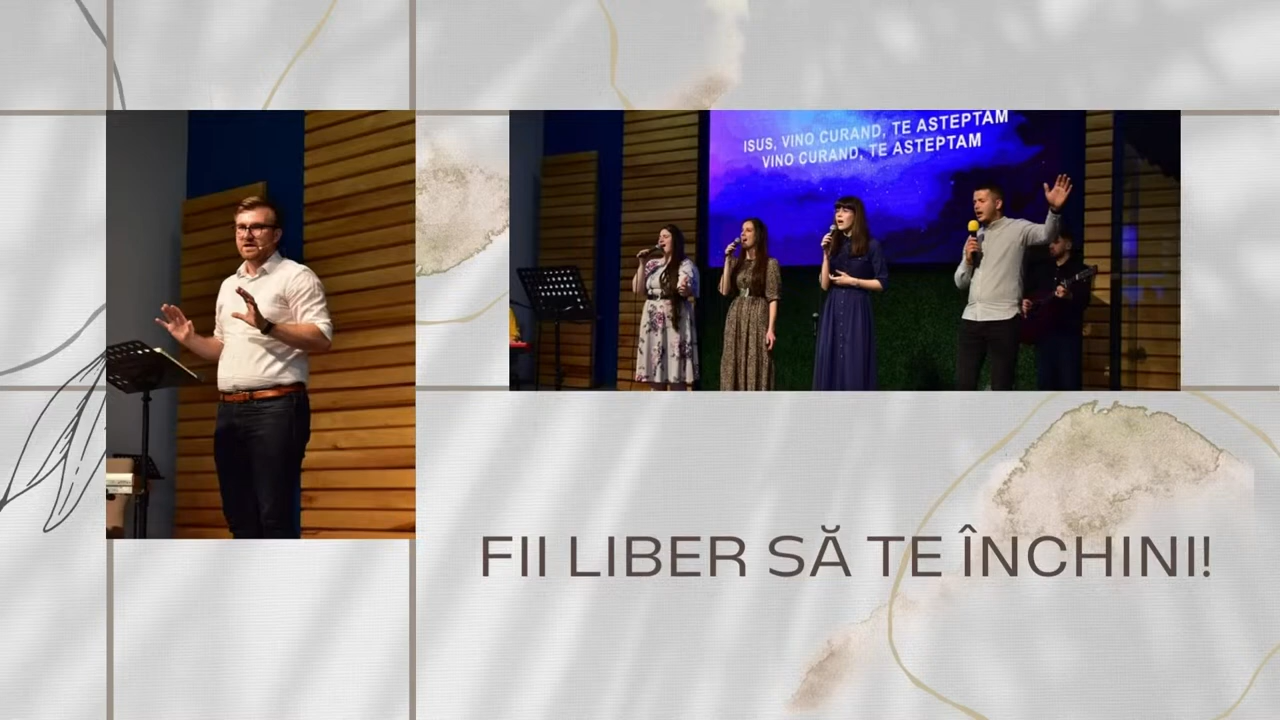 ISUS, VINO CURAND, TE ASTEPTAM
VINO CURAND, TE ASTEPTAM
FII LIBER SĂ TE ÎNCHINI!